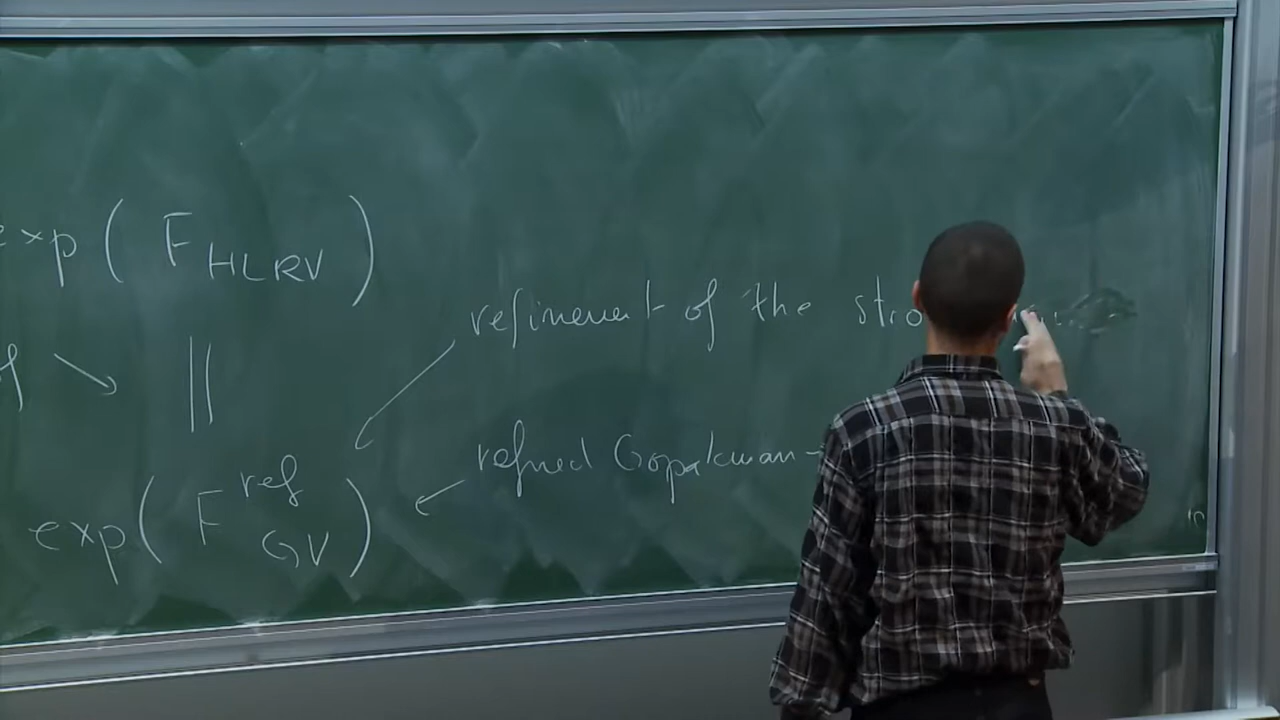 exp ( F HLRV )
refinement of the stro
f ↘ ||
refined Gopakuman -
exp( F ref GV )